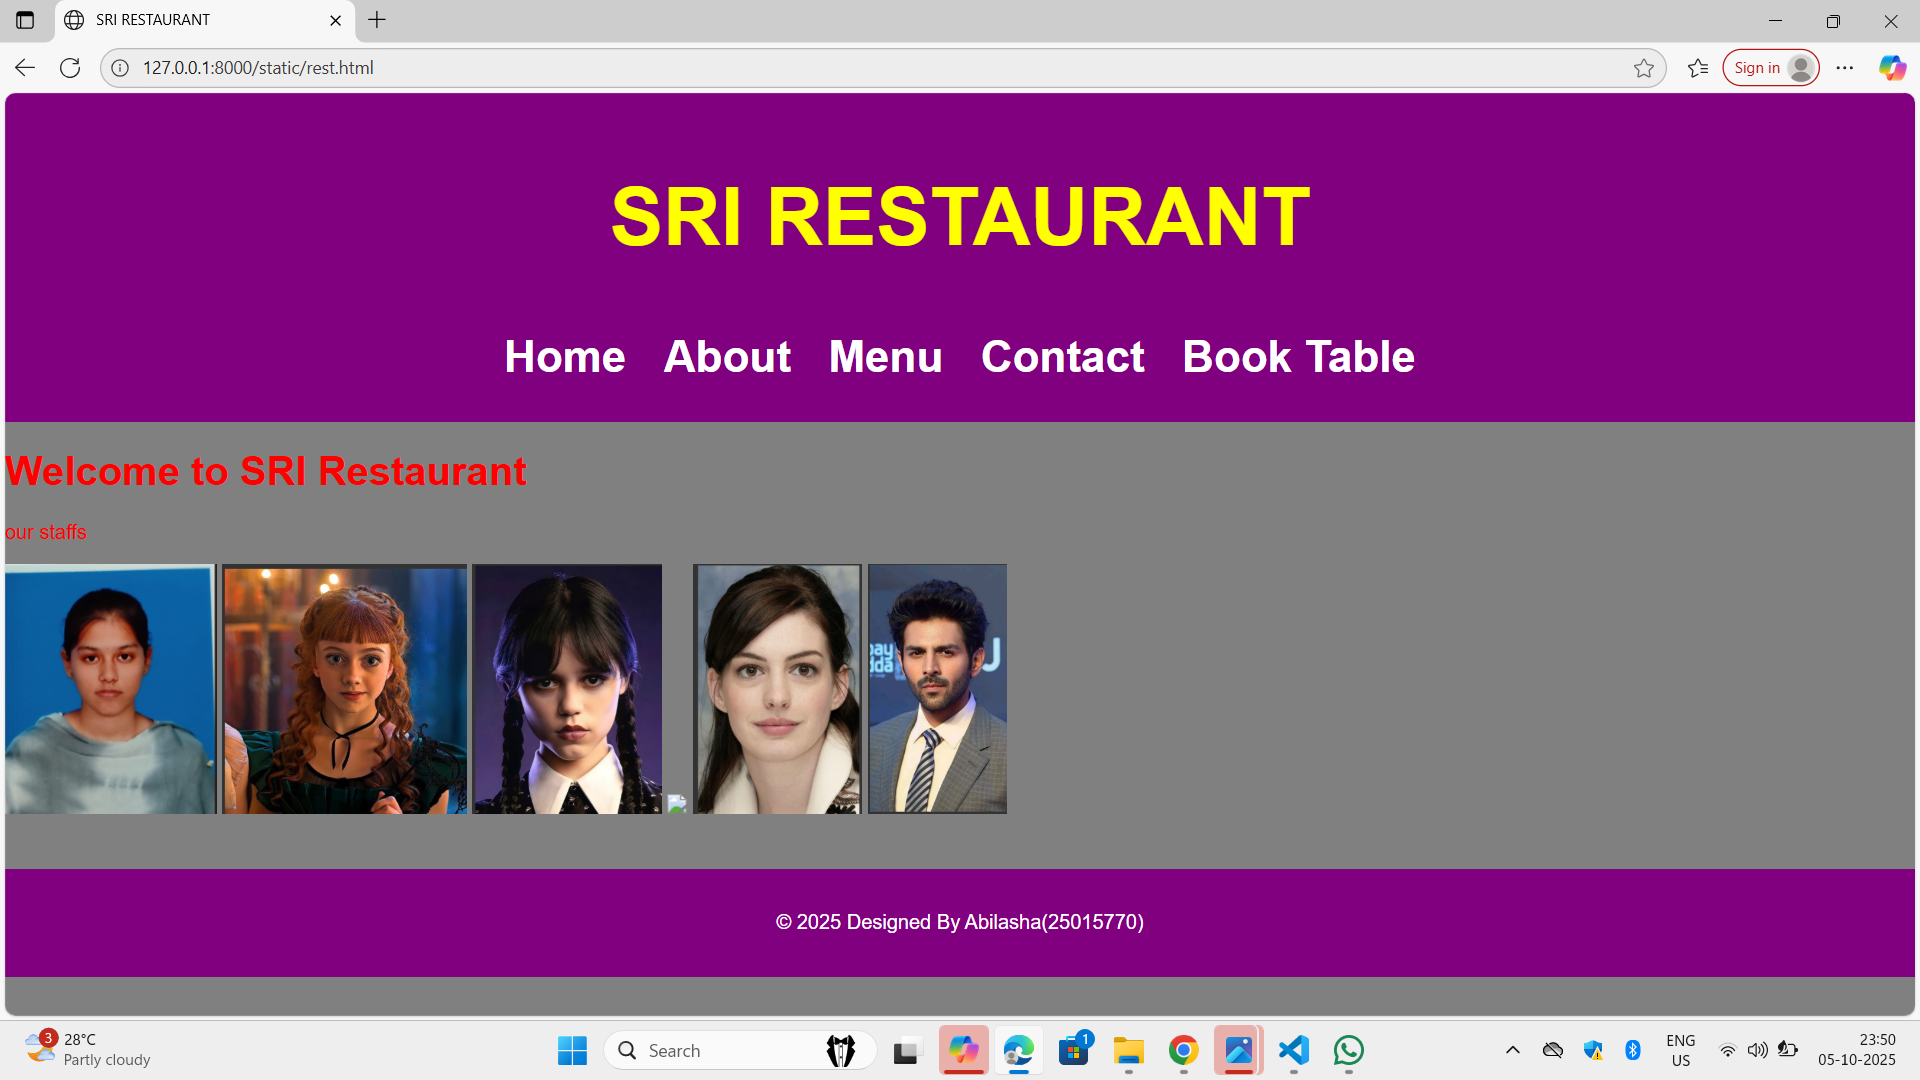 SRI RESTAURANT
127.0.0.1:8000/static/rest.html
Sign in
SRI RESTAURANT
Home About Menu Contact Book Table
Welcome to SRI Restaurant
our staffs
© 2025 Designed By Abilasha(25015770)
3
28°C
Partly cloudy
Search
1
ENG
US
23:50
05-10-2025